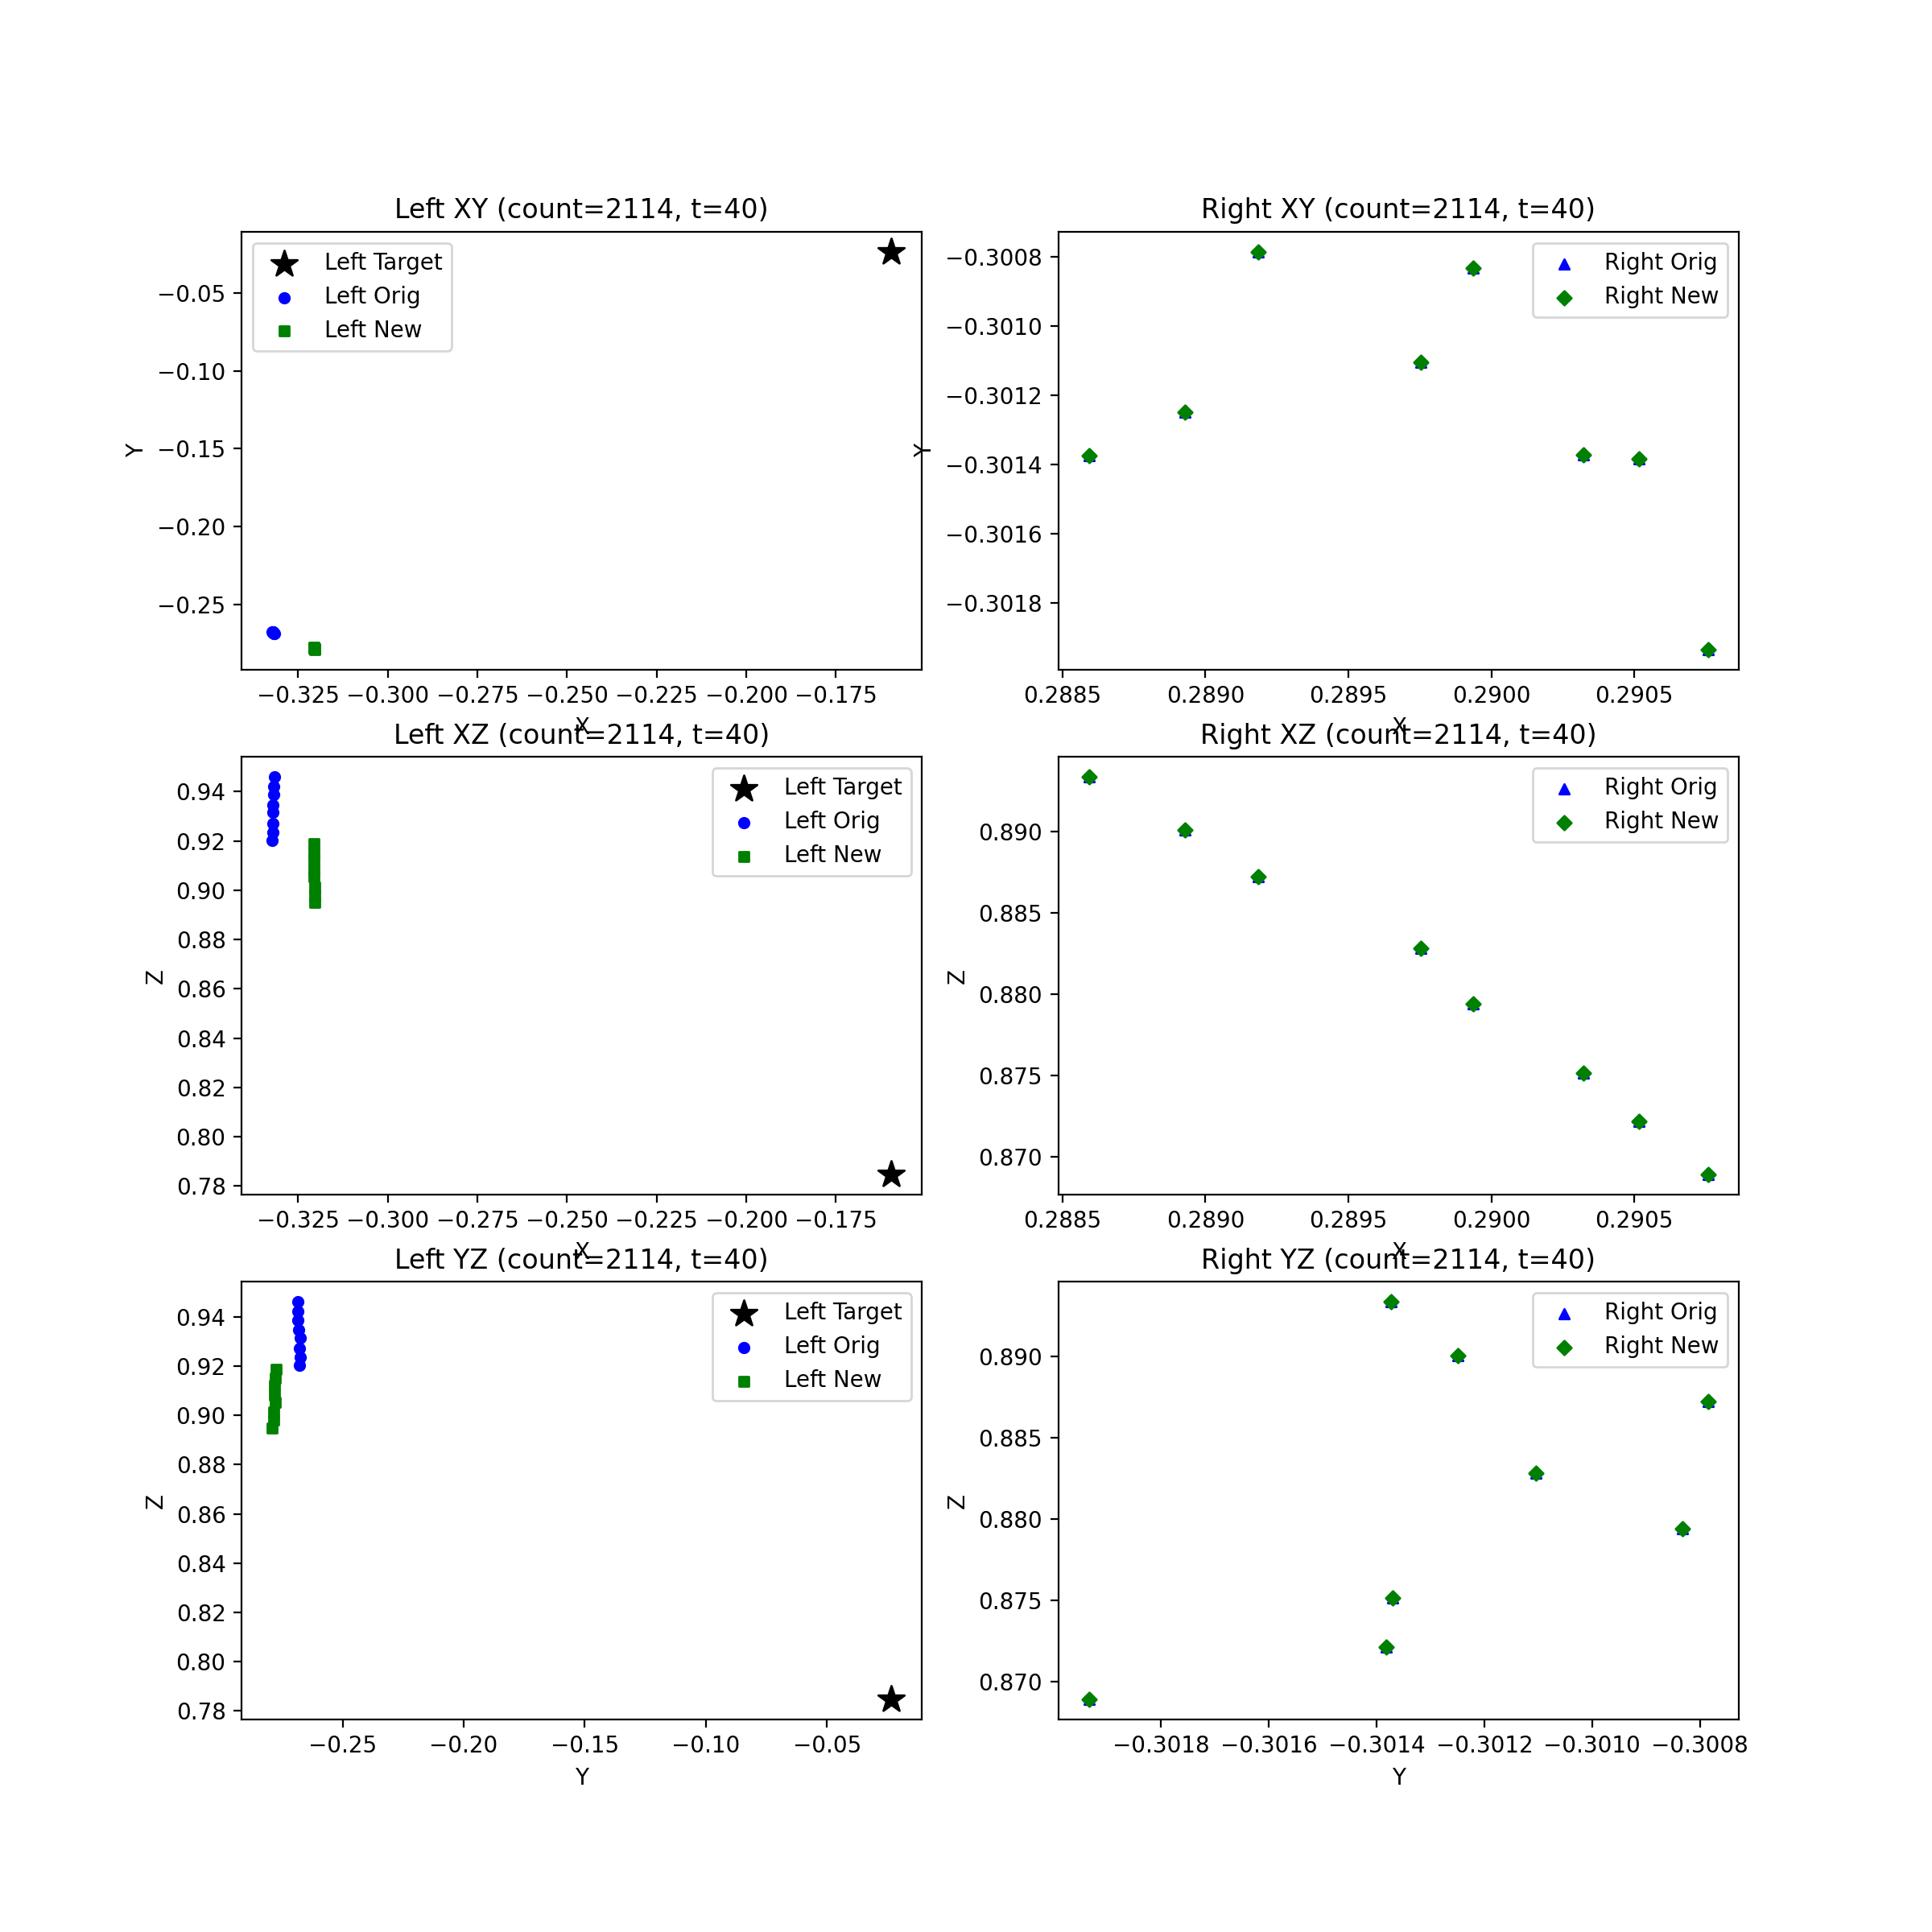 Left XY (count=2114, t=40)
Left Target
Left Orig
Left New
−0.05
−0.10
−0.15
−0.20
−0.25
Y
−0.325 −0.300 −0.275 −0.250 −0.225 −0.200 −0.175
X
Right XY (count=2114, t=40)
Right Orig
Right New
−0.3008
−0.3010
−0.3012
−0.3014
−0.3016
−0.3018
Y
0.2885 0.2890 0.2895 0.2900 0.2905
X
Left XZ (count=2114, t=40)
Left Target
Left Orig
Left New
0.94
0.92
0.90
0.88
0.86
0.84
0.82
0.80
0.78
Z
−0.325 −0.300 −0.275 −0.250 −0.225 −0.200 −0.175
X
Right XZ (count=2114, t=40)
Right Orig
Right New
0.890
0.885
0.880
0.875
0.870
Z
0.2885 0.2890 0.2895 0.2900 0.2905
X
Left YZ (count=2114, t=40)
Left Target
Left Orig
Left New
0.94
0.92
0.90
0.88
0.86
0.84
0.82
0.80
0.78
Z
−0.25 −0.20 −0.15 −0.10 −0.05
Y
Right YZ (count=2114, t=40)
Right Orig
Right New
0.890
0.885
0.880
0.875
0.870
Z
−0.3018 −0.3016 −0.3014 −0.3012 −0.3010 −0.3008
Y